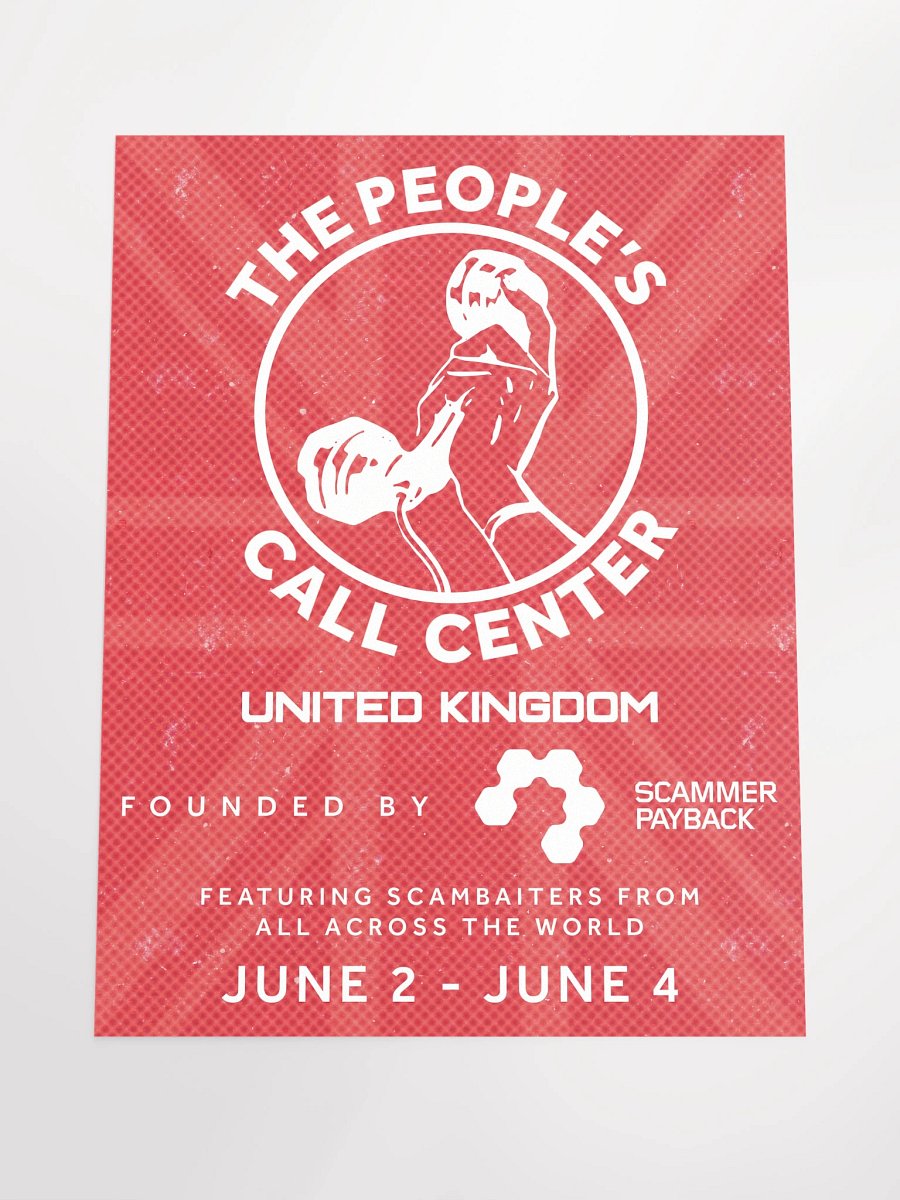 THE PEOPLE'S
CALL CENTER
UNITED KINGDOM
FOUNDED BY
SCAMMER
PAYBACK
FEATURING SCAMBAITERS FROM
ALL ACROSS THE WORLD
JUNE 2 - JUNE 4